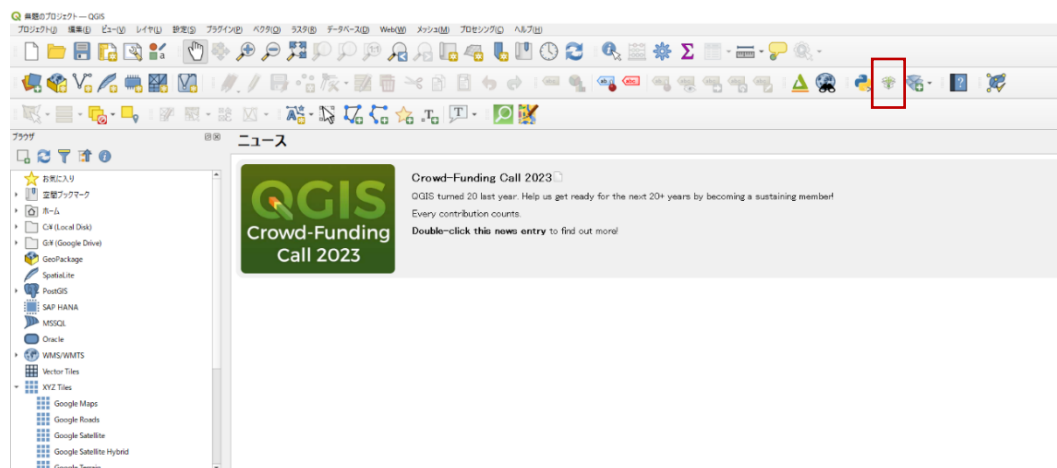 無題のプロジェクト — QGIS
プロジェクト(J) 編集(E) ビュー(V) レイヤ(L) 設定(S) プラグイン(P) ベクタ(O) ラスタ(R) データベース(D) Web(W) メッシュ(M) プロセシング(C) ヘルプ(H)
ブラウザ
お気に入り
空間ブックマーク
ホーム
C:¥ (Local Disk)
G:¥ (Google Drive)
GeoPackage
SpatiaLite
PostGIS
SAP HANA
MSSQL
Oracle
WMS/WMTS
Vector Tiles
XYZ Tiles
Google Maps
Google Roads
Google Satellite
Google Satellite Hybrid
Google Terrain
ニュース
QGIS
Crowd-Funding
Call 2023
Crowd-Funding Call 2023
QGIS turned 20 last year. Help us get ready for the next 20+ years by becoming a sustaining member!
Every contribution counts.
Double-click this news entry to find out more!